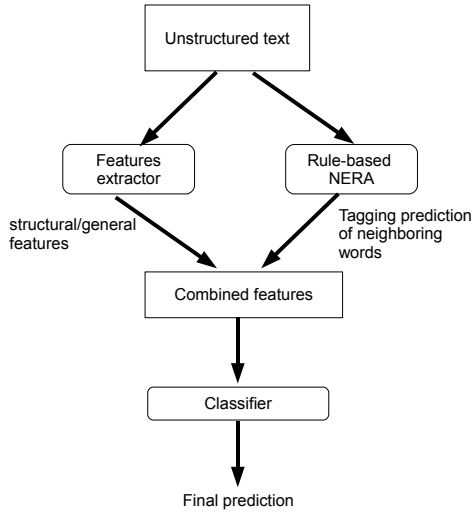 Unstructured text
Features
extractor
Rule-based
NERA
structural/general
features
Tagging prediction
of neighboring
words
Combined features
Classifier
Final prediction